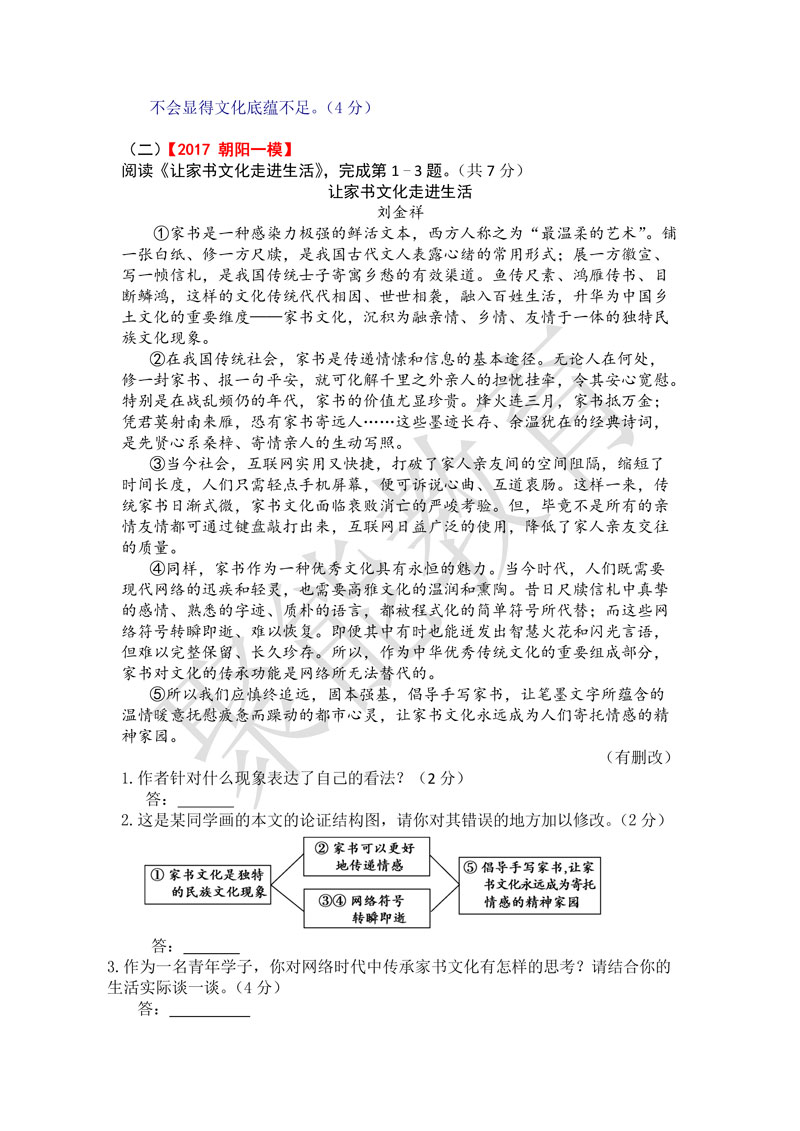 不会显得文化底蕴不足。（4 分）
（二）【2017 朝阳一模】
阅读《让家书文化走进生活》，完成第 1－3 题。（共 7 分）
让家书文化走进生活
刘金祥
①家书是一种感染力极强的鲜活文本，西方人称之为“最温柔的艺术”。铺
一张白纸、修一方尺牍，是我国古代文人表露心绪的常用形式；展一方徽宣、
写一帧信札，是我国传统士子寄寓乡愁的有效渠道。鱼传尺素、鸿雁传书、目
断鳞鸿，这样的文化传统代代相因、世世相袭，融入百姓生活，升华为中国乡
土文化的重要维度——家书文化，沉积为融亲情、乡情、友情于一体的独特民
族文化现象。
②在我国传统社会，家书是传递情愫和信息的基本途径。无论人在何处，
修一封家书、报一句平安，就可化解千里之外亲人的担忧挂牵，令其安心宽慰。
特别是在战乱频仍的年代，家书的价值尤显珍贵。烽火连三月，家书抵万金；
凭君莫射南来雁，恐有家书寄远人……这些墨迹长存、余温犹在的经典诗词，
是先贤心系桑梓、寄情亲人的生动写照。
③当今社会，互联网实用又快捷，打破了家人亲友间的空间阻隔，缩短了
时间长度，人们只需轻点手机屏幕，便可诉说心曲、互道衷肠。这样一来，传
统家书日渐式微，家书文化面临衰败消亡的严峻考验。但，毕竟不是所有的亲
情友情都可通过键盘敲打出来，互联网日益广泛的使用，降低了家人亲友交往
的质量。
④同样，家书作为一种优秀文化具有永恒的魅力。当今时代，人们既需要
现代网络的迅疾和轻灵，也需要高雅文化的温润和熏陶。昔日尺牍信札中真挚
的感情、熟悉的字迹、质朴的语言，都被程式化的简单符号所代替；而这些网
络符号转瞬即逝、难以恢复。即便其中有时也能迸发出智慧火花和闪光言语，
但难以完整保留、长久珍存。所以，作为中华优秀传统文化的重要组成部分，
家书对文化的传承功能是网络所无法替代的。
⑤所以我们应慎终追远，固本强基，倡导手写家书，让笔墨文字所蕴含的
温情暖意抚慰疲惫而躁动的都市心灵，让家书文化永远成为人们寄托情感的精
神家园。
（有删改）
1.作者针对什么现象表达了自己的看法？（2 分）
答：
2.这是某同学画的本文的论证结构图，请你对其错误的地方加以修改。（2 分）
① 家书文化是独特
的民族文化现象
② 家书可以更好
地传递情感
③④ 网络符号
转瞬即逝
⑤ 倡导手写家书,让家
书文化永远成为寄托
情感的精神家园
答：
3.作为一名青年学子，你对网络时代中传承家书文化有怎样的思考？请结合你的
生活实际谈一谈。（4 分）
答：
聚能教育